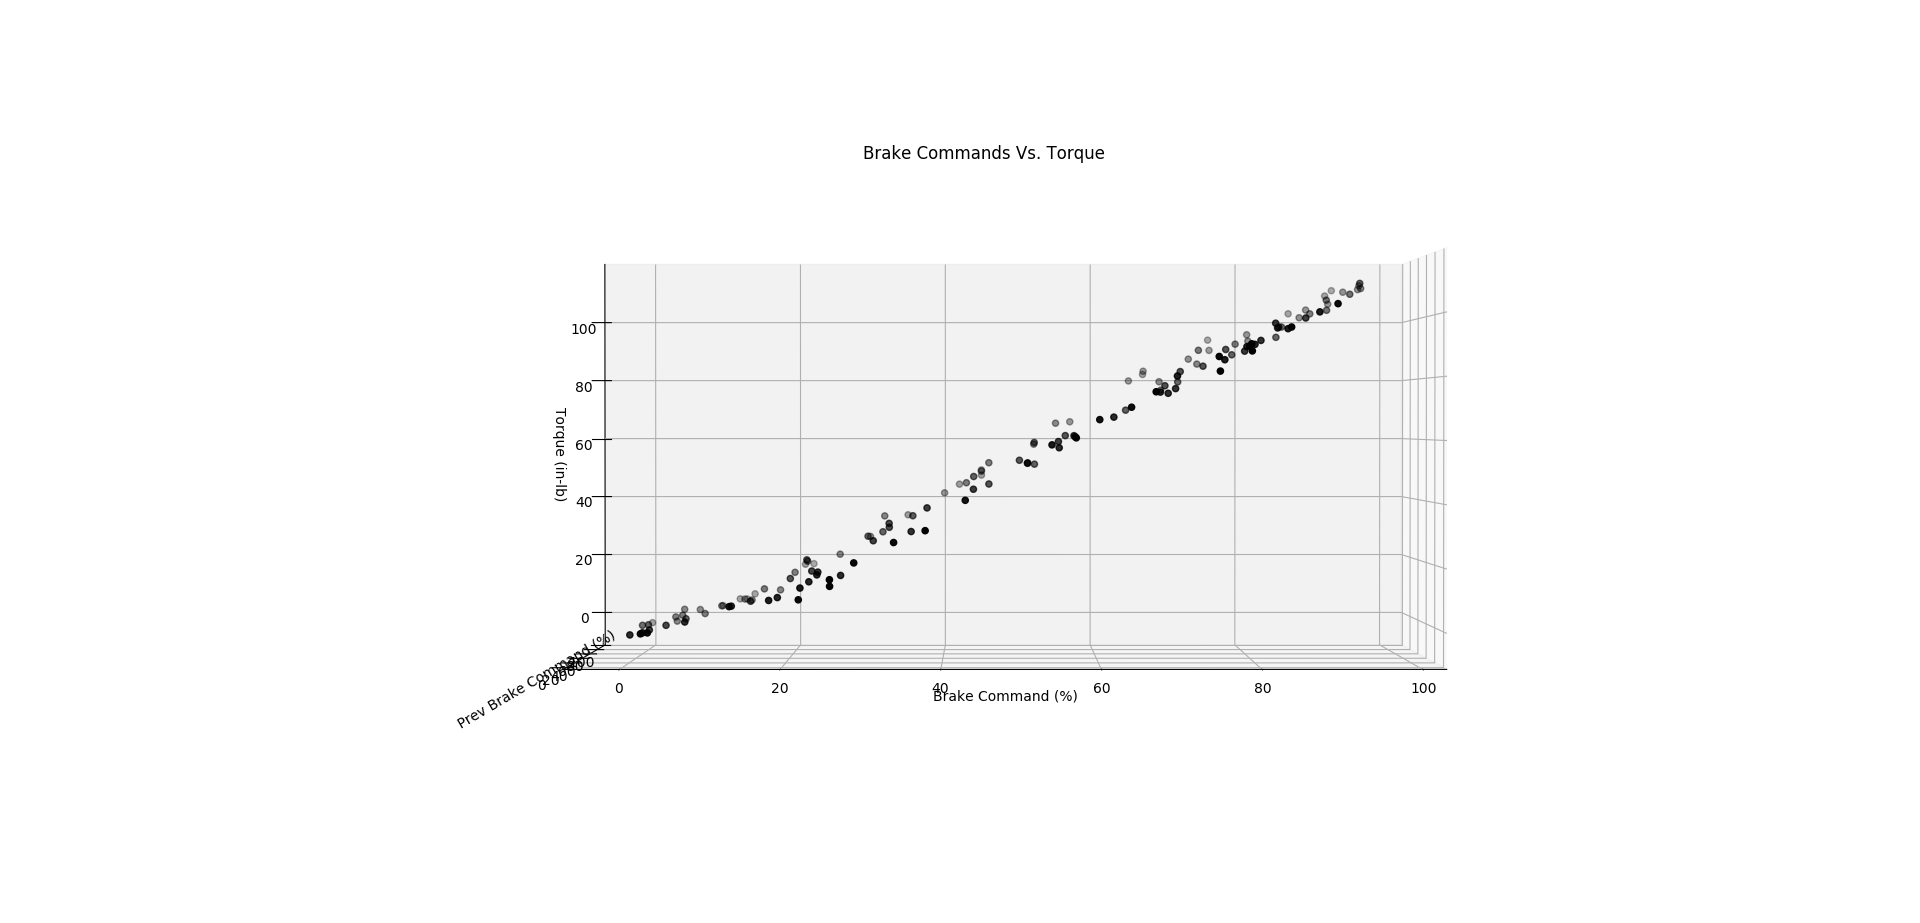 Brake Commands Vs. Torque
100
80
60
40
20
0
Torque (in-lb)
Prev Brake Command (%)
0 20 40 60 80 100
Brake Command (%)